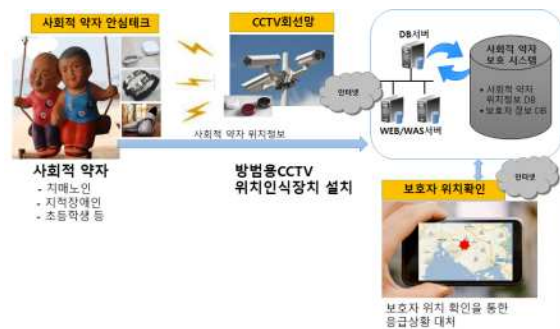 사회적 약자 안심테크
CCTV회선망
DB서버
사회적 약자
보호 시스템
인터넷
• 사회적 약자
위치정보 DB
• 보호자 정보 DB
WEB/WAS서버
사회적 약자 위치정보
사회적 약자
- 치매노인
- 지적장애인
- 초등학생 등
방범용CCTV
위치인식장치 설치
보호자 위치확인
인터넷
보호자 위치 확인을 통한
응급상황 대처